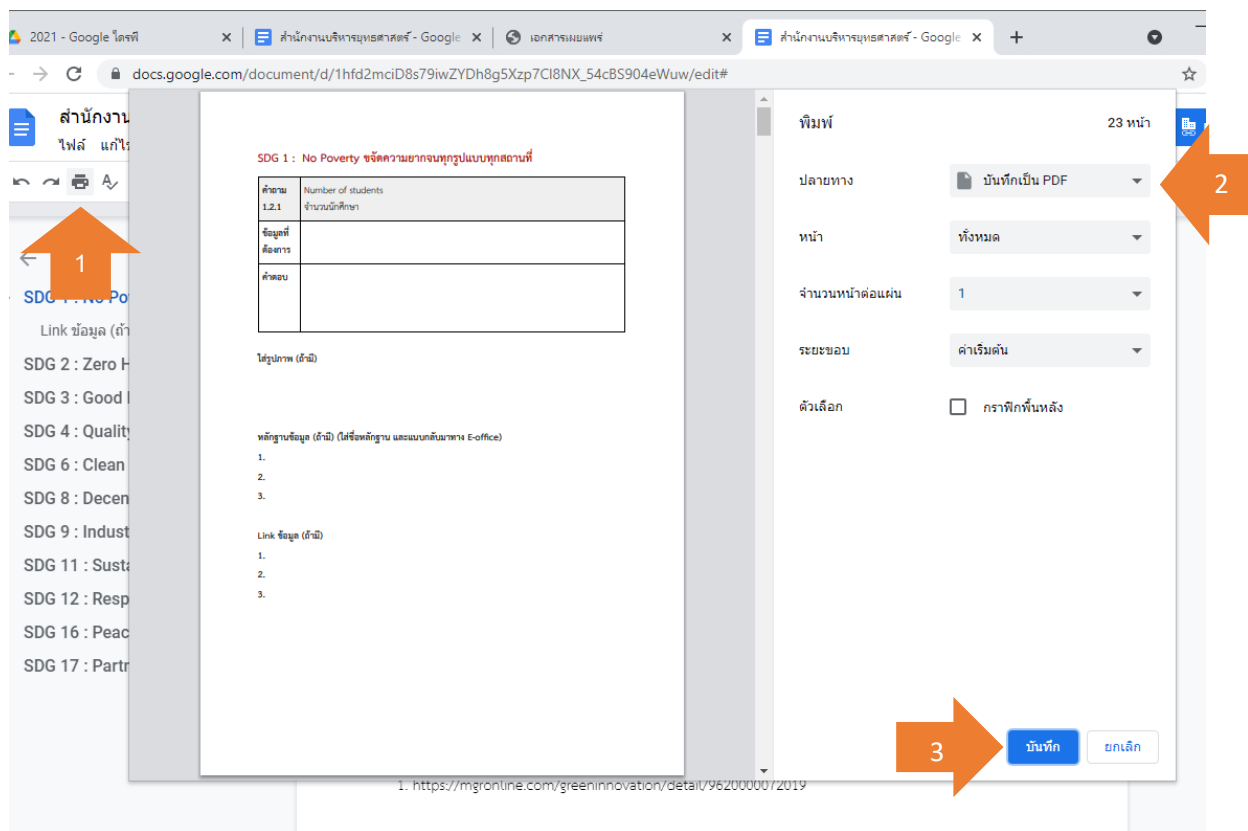 2021 - Google ไดรฟ์
สำนักงานบริหารยุทธศาสตร์ - Google
เอกสารเผยแพร่
สำนักงานบริหารยุทธศาสตร์ - Google
docs.google.com/document/d/1hfd2mciD8s79iwZYDh8g5Xzp7Cl8NX_54cBS904eWuw/edit#
สำนักงาน
ไฟล์ แก้ไข
1
SDG 1 : No Po
Link ข้อมูล (ถ้า
SDG 2 : Zero H
SDG 3 : Good
SDG 4 : Quality
SDG 6 : Clean
SDG 8 : Decen
SDG 9 : Indust
SDG 11 : Susta
SDG 12 : Resp
SDG 16 : Peac
SDG 17 : Partr
SDG 1 : No Poverty ขจัดความยากจนทุกรูปแบบทุกสถานที่
คำถาม Number of students
1.2.1 จำนวนนักศึกษา
ข้อมูลที่
ต้องการ
คำตอบ
ใส่รูปภาพ (ถ้ามี)
หลักฐานข้อมูล (ถ้ามี) (ใส่ชื่อหลักฐาน และแนบกลับมาทาง E-office)
1.
2.
3.
Link ข้อมูล (ถ้ามี)
1.
2.
3.
1. https://mgronline.com/greeninnovation/detail/9620000072019
พิมพ์ 23 หน้า
ปลายทาง บันทึกเป็น PDF
2
หน้า ทั้งหมด
จำนวนหน้าต่อแผ่น 1
ระยะขอบ ค่าเริ่มต้น
ตัวเลือก กราฟิกพื้นหลัง
3
บันทึก ยกเลิก